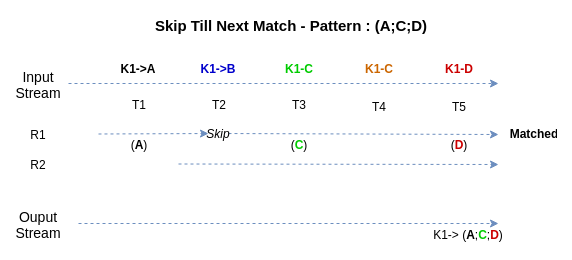 Skip Till Next Match - Pattern : (A;C;D)
K1->A K1->B K1-C K1-C K1-D
Input
Stream
T1 T2 T3 T4 T5
R1 Skip Matched
(A) (C) (D)
R2
Ouput
Stream
K1-> (A;C;D)